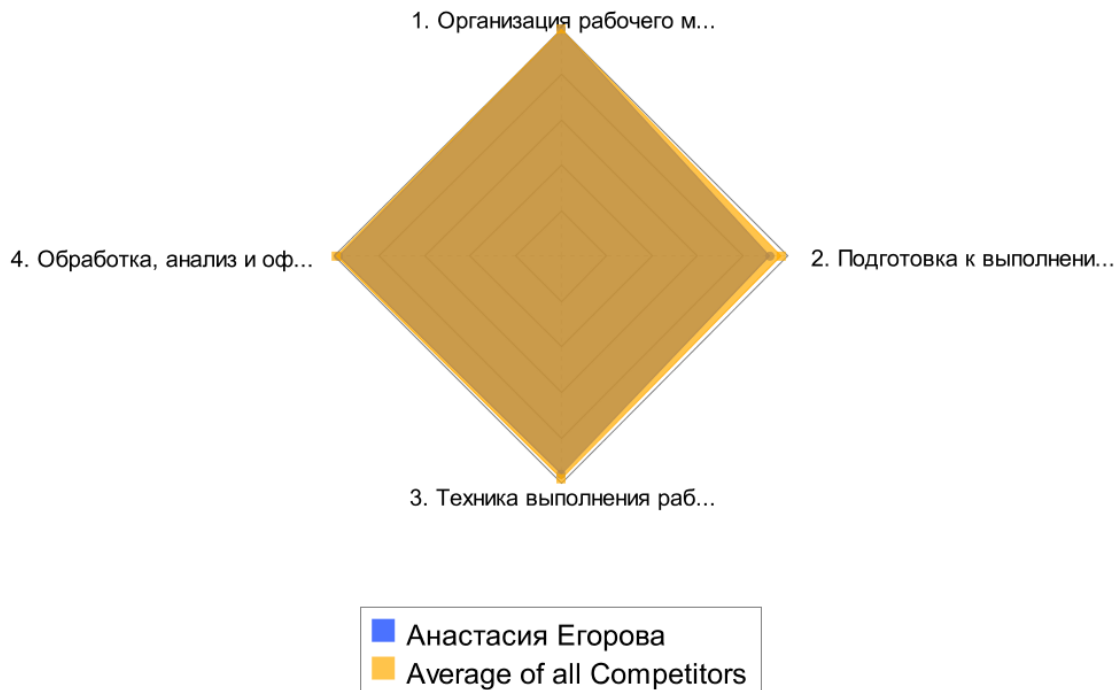 1. Организация рабочего м...
4. Обработка, анализ и оф...
2. Подготовка к выполнени...
3. Техника выполнения раб...
Анастасия Егорова
Average of all Competitors